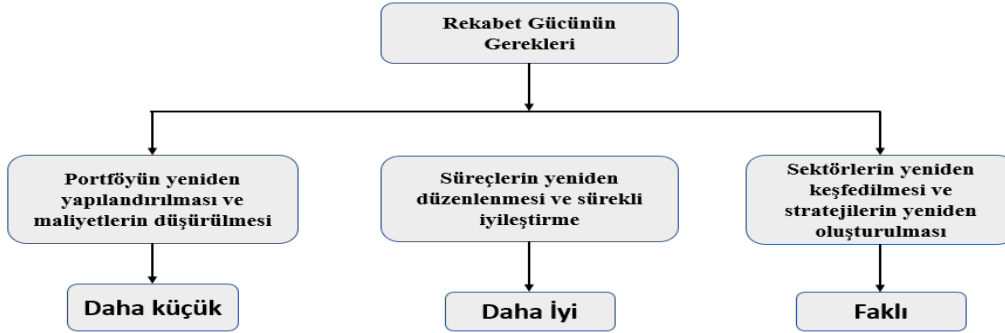 Rekabet Gücünün
Gerekleri
Portföyün yeniden
yapılandırılması ve
maliyetlerin düşürülmesi
Süreçlerin yeniden
düzenlenmesi ve sürekli
iyileştirme
Sektörlerin yeniden
keşfedilmesi ve
stratejilerin yeniden
oluşturulması
Daha küçük
Daha İyi
Faklı